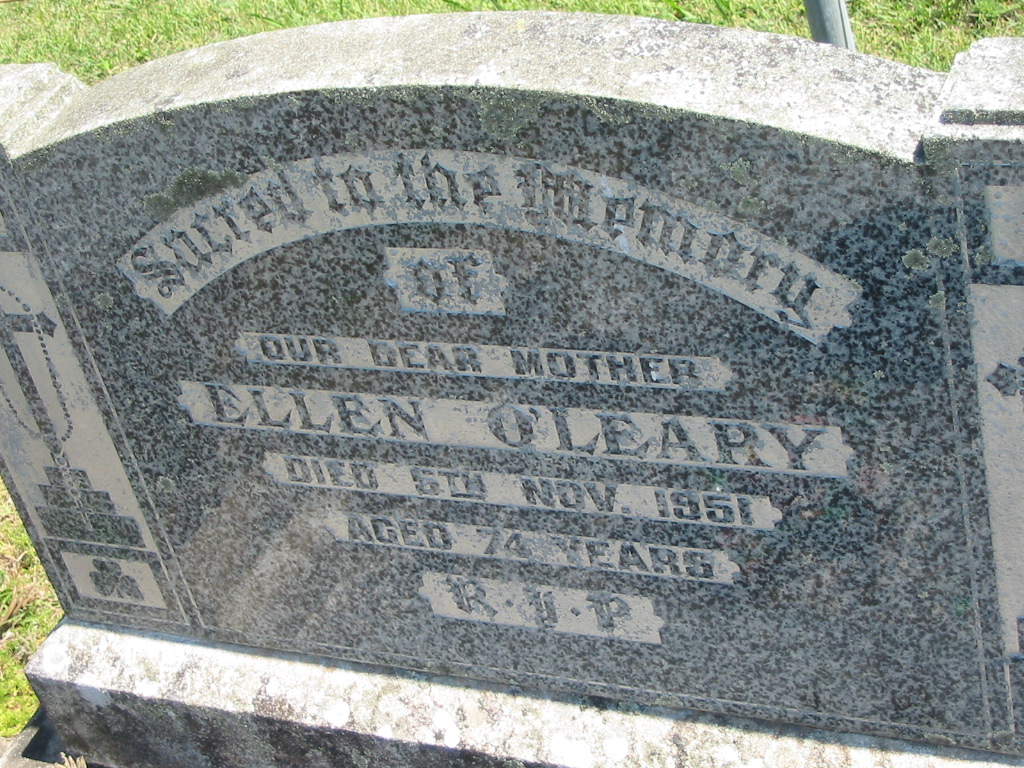 Sacred to the Memory
OF
OUR DEAR MOTHER
ELLEN O'LEARY
DIED 6TH NOV. 1951
AGED 74 YEARS
R·I·P